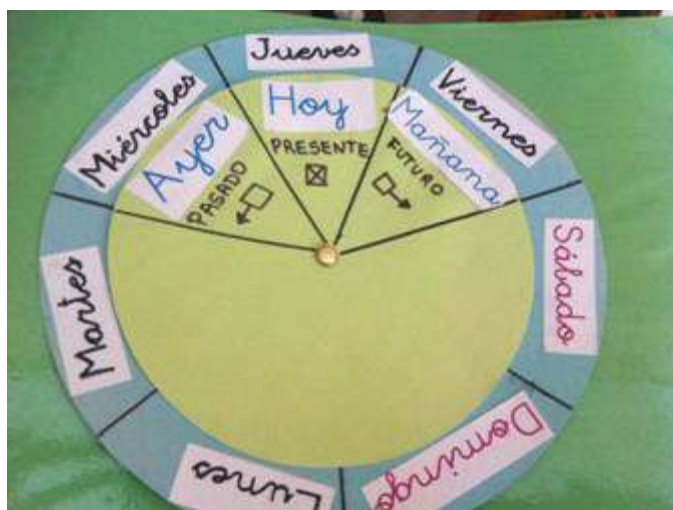 Jueves
Miércoles
Viernes
Ayer
Hoy
Mañana
PASADO
PRESENTE
FUTURO
Martes
Sábado
Lunes
Domingo